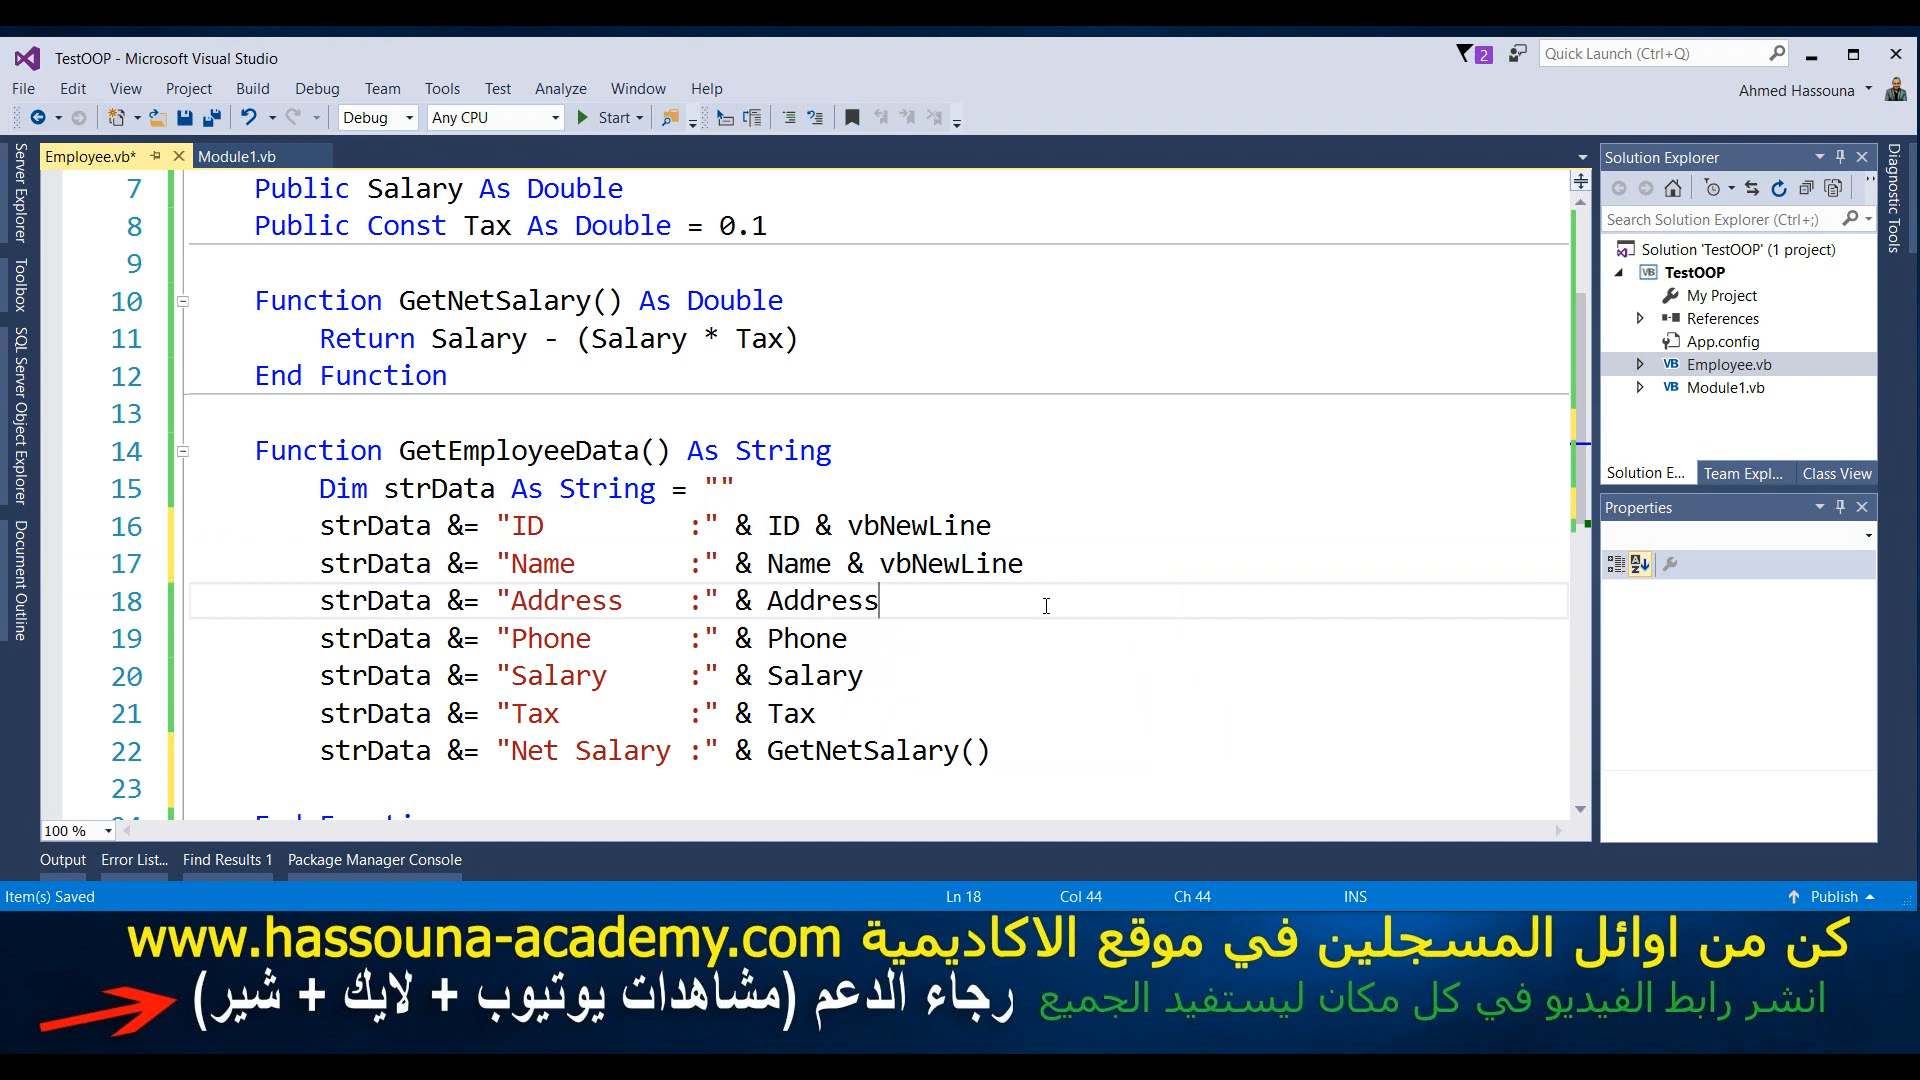 TestOOP - Microsoft Visual Studio
2
Quick Launch (Ctrl+Q)
File Edit View Project Build Debug Team Tools Test Analyze Window Help
Ahmed Hassouna
Debug Any CPU Start
Server Explorer
Toolbox
SQL Server Object Explorer
Document Outline
Employee.vb* Module1.vb
7 Public Salary As Double
8 Public Const Tax As Double = 0.1
9
10 Function GetNetSalary() As Double
11 Return Salary - (Salary * Tax)
12 End Function
13
14 Function GetEmployeeData() As String
15 Dim strData As String = ""
16 strData &= "ID         :" & ID & vbNewLine
17 strData &= "Name       :" & Name & vbNewLine
18 strData &= "Address    :" & Address
19 strData &= "Phone      :" & Phone
20 strData &= "Salary     :" & Salary
21 strData &= "Tax        :" & Tax
22 strData &= "Net Salary :" & GetNetSalary()
23
100 %
Solution Explorer
Search Solution Explorer (Ctrl+;)
Solution 'TestOOP' (1 project)
VB TestOOP
My Project
References
App.config
VB Employee.vb
VB Module1.vb
Solution E... Team Expl... Class View
Properties
Diagnostic Tools
Output Error List... Find Results 1 Package Manager Console
Item(s) Saved Ln 18 Col 44 Ch 44 INS Publish
كن من اوائل المسجلين في موقع الاكاديمية www.hassouna-academy.com
انشر رابط الفيديو في كل مكان ليستفيد الجميع رجاء الدعم (مشاهدات يوتيوب + لايك + شير)